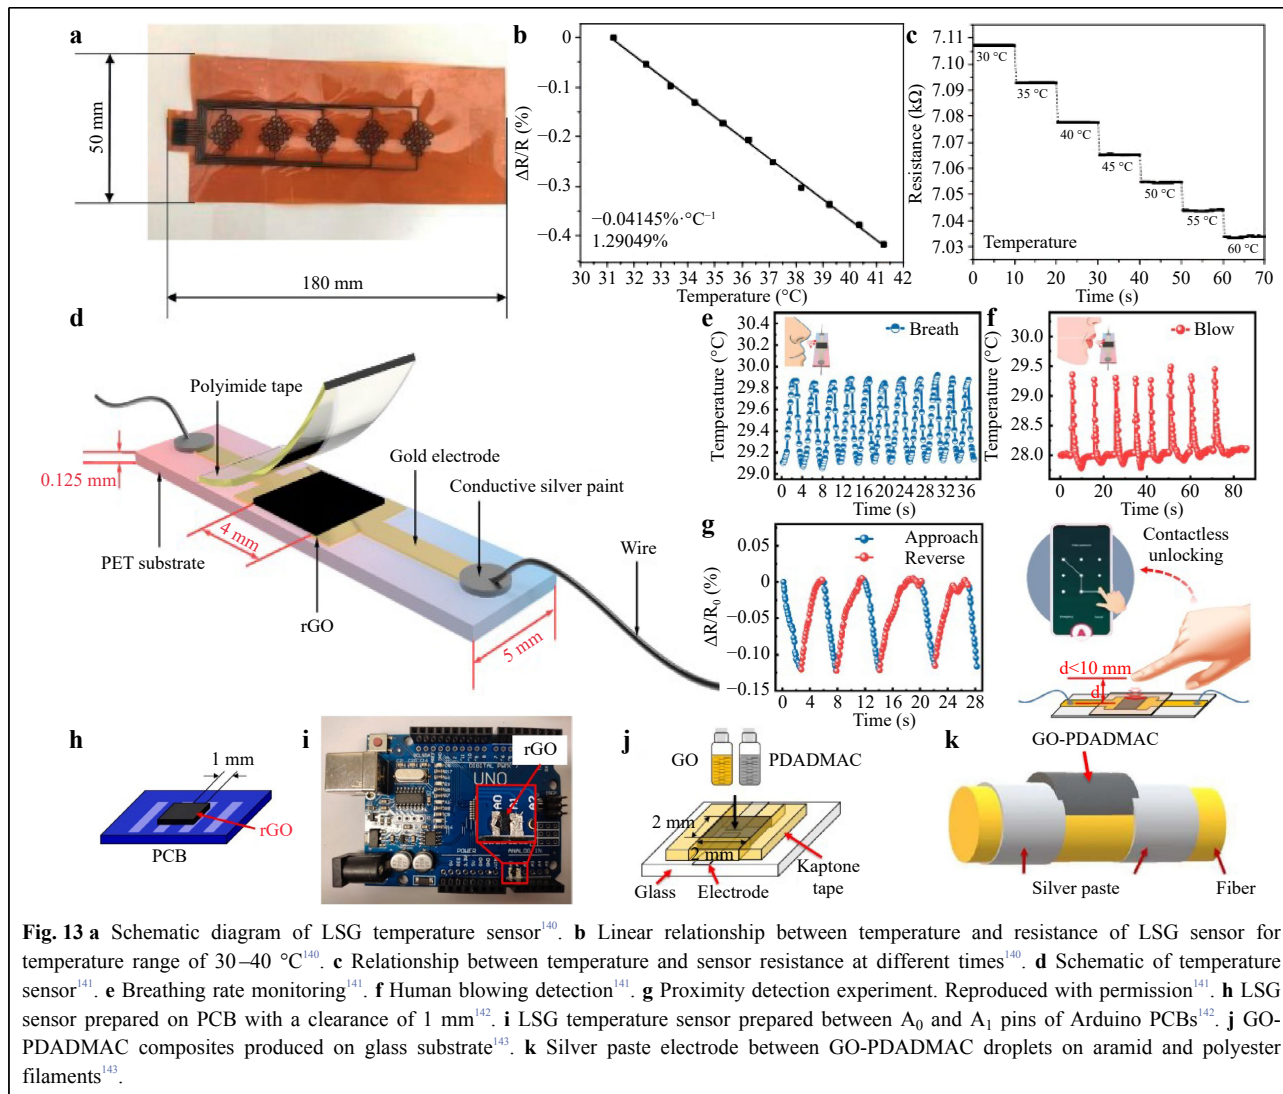 a
50 mm
180 mm
b
ΔR/R (%)
0
−0.1
−0.2
−0.3
−0.4
−0.04145%·°C⁻¹
1.29049%
30 31 32 33 34 35 36 37 38 39 40 41 42
Temperature (°C)
c
Resistance (kΩ)
7.11
7.10
7.09
7.08
7.07
7.06
7.05
7.04
7.03
30 °C
35 °C
40 °C
45 °C
50 °C
55 °C
60 °C
Temperature
0 10 20 30 40 50 60 70
Time (s)
d
Polyimide tape
Gold electrode
Conductive silver paint
0.125 mm
4 mm
PET substrate
rGO
Wire
5 mm
e
Breath
Temperature (°C)
30.4
30.2
30.0
29.8
29.6
29.4
29.2
29.0
0 4 8 12 16 20 24 28 32 36
Time (s)
f
Blow
Temperature (°C)
30.0
29.5
29.0
28.5
28.0
27.5
0 20 40 60 80
Time (s)
g
Approach
Reverse
ΔR/R₀ (%)
0.05
0
−0.05
−0.10
−0.15
0 4 8 12 16 20 24 28
Time (s)
Contactless
unlocking
A
d<10 mm
d
h
1 mm
rGO
PCB
i
rGO
UNO
A0 A1 A2
POWER
ANALOG IN
j
GO
PDADMAC
2 mm
2 mm
Kaptone
tape
Glass
Electrode
k
GO-PDADMAC
Silver paste
Fiber
Fig. 13 a Schematic diagram of LSG temperature sensor¹⁴⁰. b Linear relationship between temperature and resistance of LSG sensor for
temperature range of 30–40 °C¹⁴⁰. c Relationship between temperature and sensor resistance at different times¹⁴⁰. d Schematic of temperature
sensor¹⁴¹. e Breathing rate monitoring¹⁴¹. f Human blowing detection¹⁴¹. g Proximity detection experiment. Reproduced with permission¹⁴¹. h LSG
sensor prepared on PCB with a clearance of 1 mm¹⁴². i LSG temperature sensor prepared between A₀ and A₁ pins of Arduino PCBs¹⁴². j GO-
PDADMAC composites produced on glass substrate¹⁴³. k Silver paste electrode between GO-PDADMAC droplets on aramid and polyester
filaments¹⁴³.